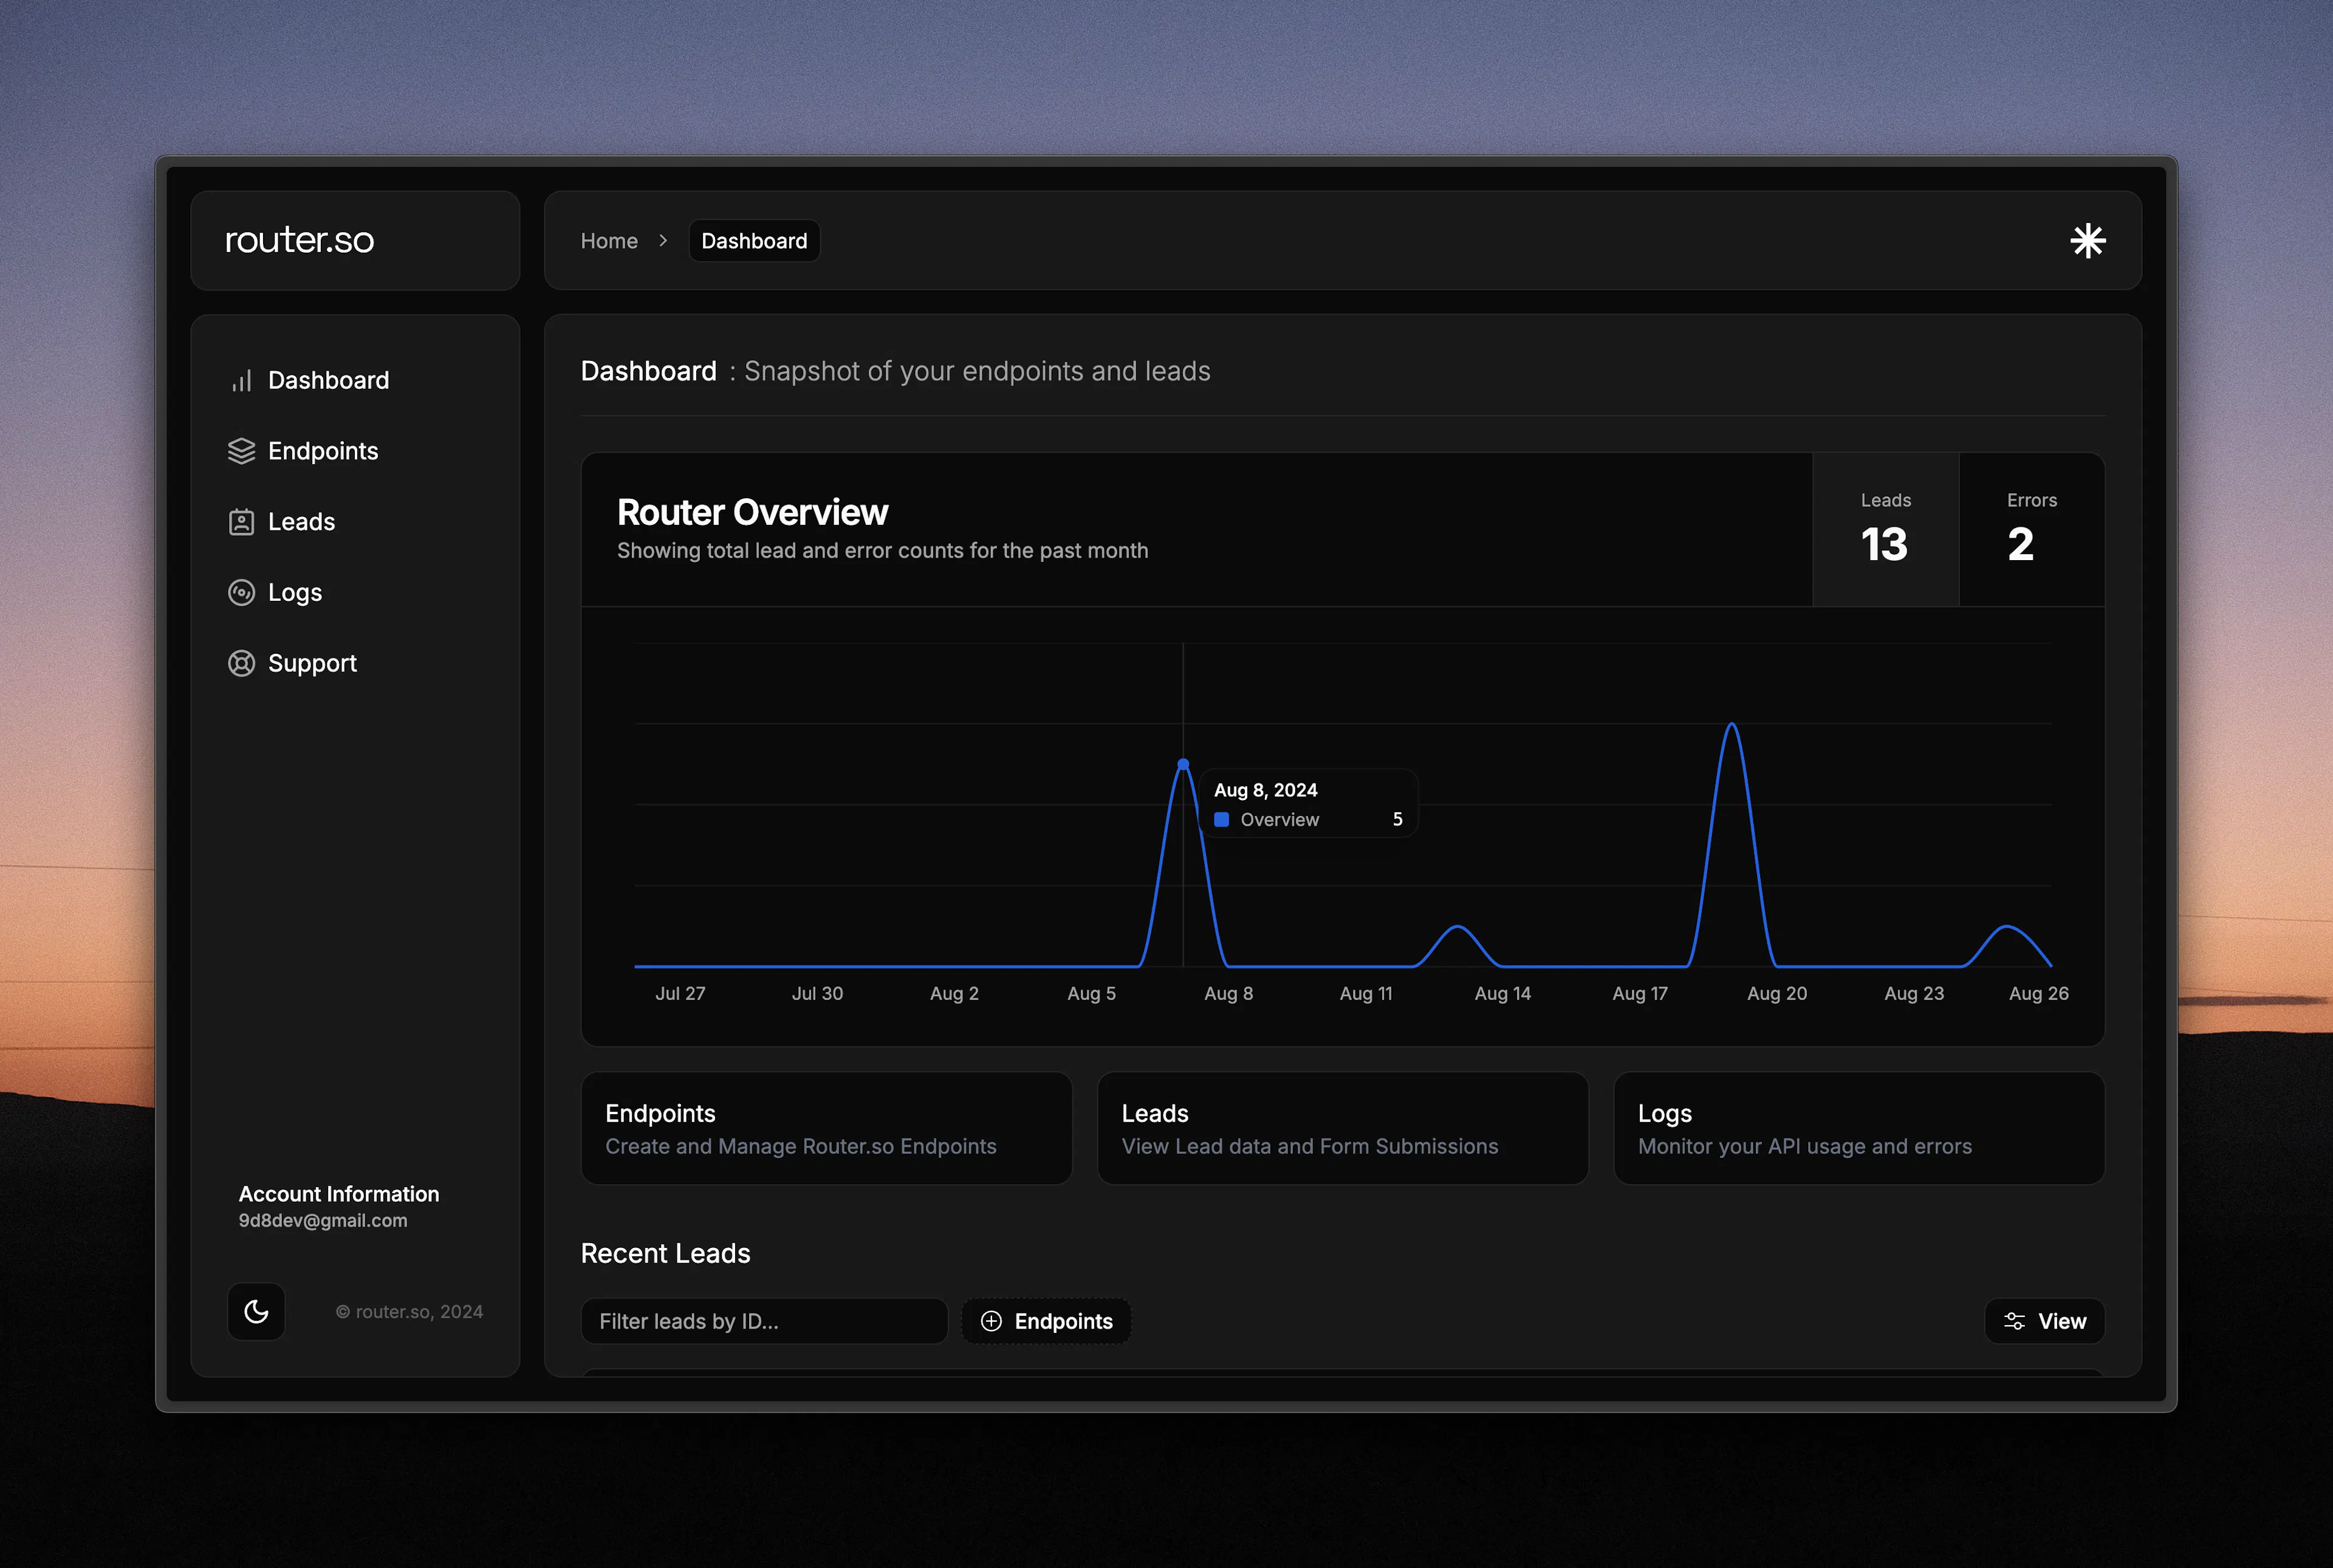 router.so
Home
Dashboard
Dashboard
Endpoints
Leads
Logs
Support
Account Information
9d8dev@gmail.com
© router.so, 2024
Dashboard : Snapshot of your endpoints and leads
Router Overview
Showing total lead and error counts for the past month
Leads
13
Errors
2
Aug 8, 2024
Overview 5
Jul 27 Jul 30 Aug 2 Aug 5 Aug 8 Aug 11 Aug 14 Aug 17 Aug 20 Aug 23 Aug 26
Endpoints
Create and Manage Router.so Endpoints
Leads
View Lead data and Form Submissions
Logs
Monitor your API usage and errors
Recent Leads
Filter leads by ID...
Endpoints
View